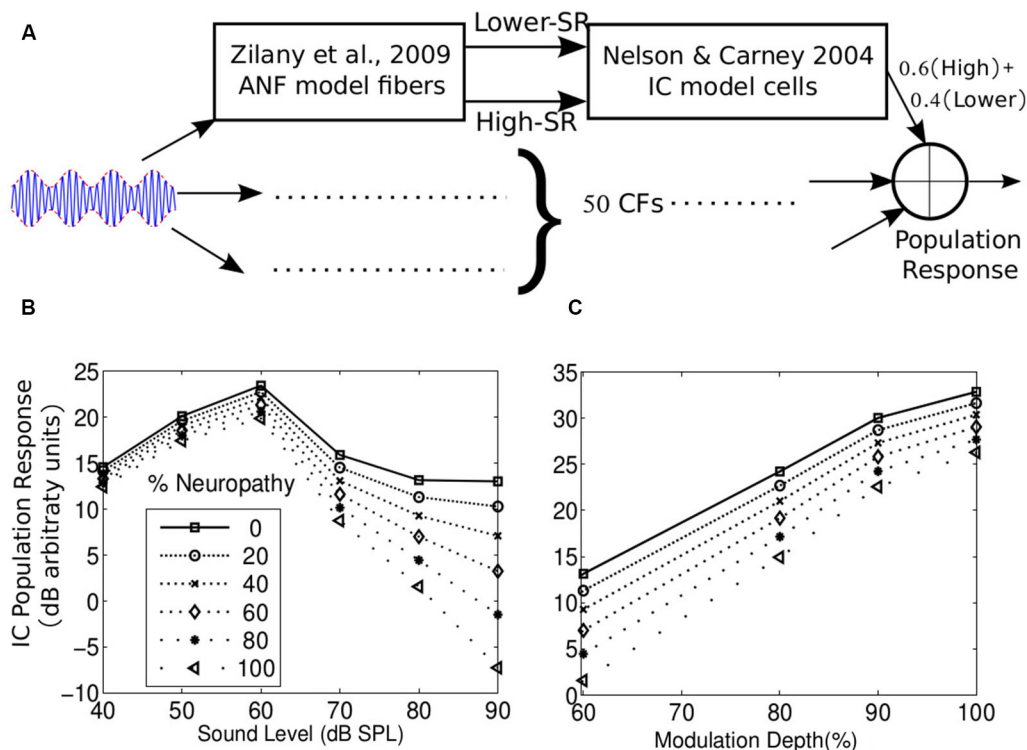 A
Zilany et al., 2009
ANF model fibers
Lower-SR
High-SR
Nelson & Carney 2004
IC model cells
0.6(High)+
0.4(Lower)
50 CFs
Population
Response
B
IC Population Response
(dB arbitraty units)
25
20
15
10
5
0
−5
−10
% Neuropathy
0
20
40
60
80
100
40
50
60
70
80
90
Sound Level (dB SPL)
C
35
30
25
20
15
10
5
0
60
70
80
90
100
Modulation Depth(%)